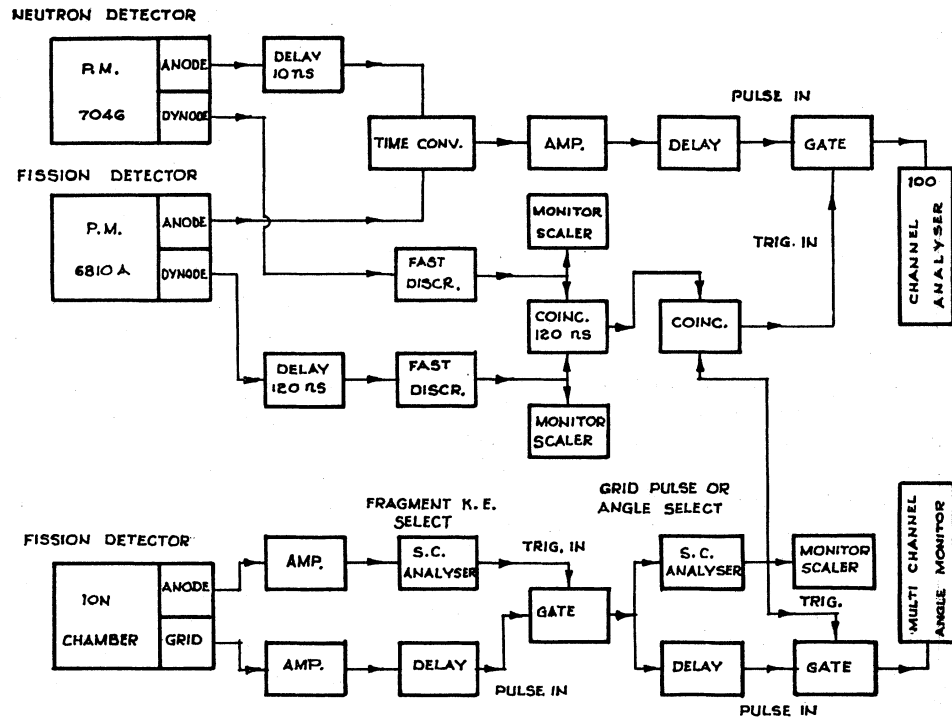 NEUTRON DETECTOR
P.M.
7046
ANODE
DYNODE
DELAY
10 ns
TIME CONV.
AMP.
DELAY
PULSE IN
GATE
100
CHANNEL
ANALYSER
FISSION DETECTOR
P.M.
6810 A
ANODE
DYNODE
MONITOR
SCALER
TRIG. IN
FAST
DISCR.
COINC.
120 ns
COINC.
DELAY
120 ns
FAST
DISCR.
MONITOR
SCALER
FISSION DETECTOR
ION
CHAMBER
ANODE
GRID
AMP.
FRAGMENT K.E.
SELECT
S.C.
ANALYSER
TRIG. IN
GATE
AMP.
DELAY
PULSE IN
GRID PULSE OR
ANGLE SELECT
S.C.
ANALYSER
MONITOR
SCALER
TRIG.
DELAY
GATE
PULSE IN
MULTI CHANNEL
ANGLE MONITOR